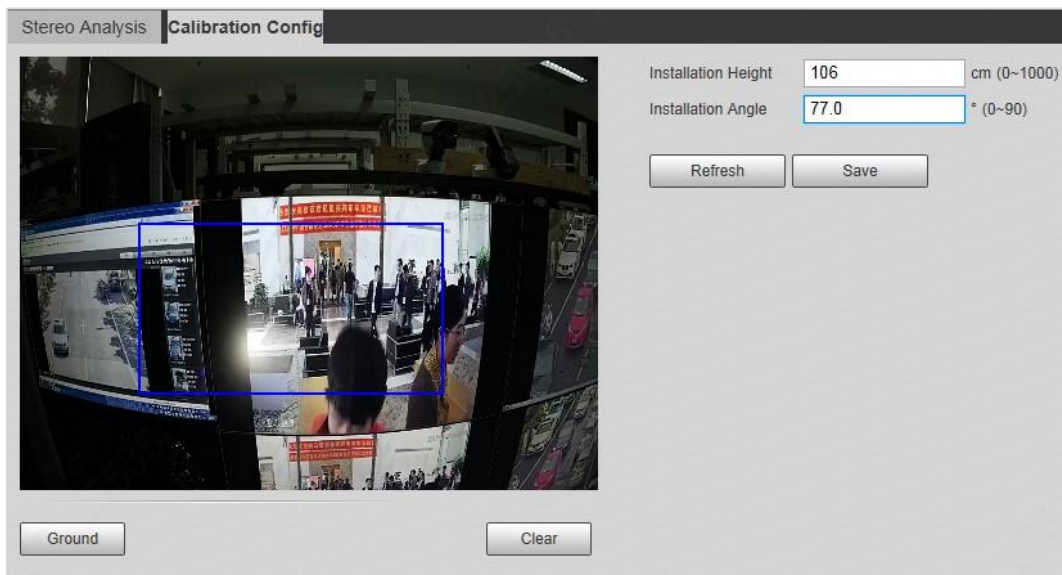 Stereo Analysis
Calibration Config
Installation Height 106 cm (0~1000)
Installation Angle 77.0 ° (0~90)
Refresh Save
Ground Clear